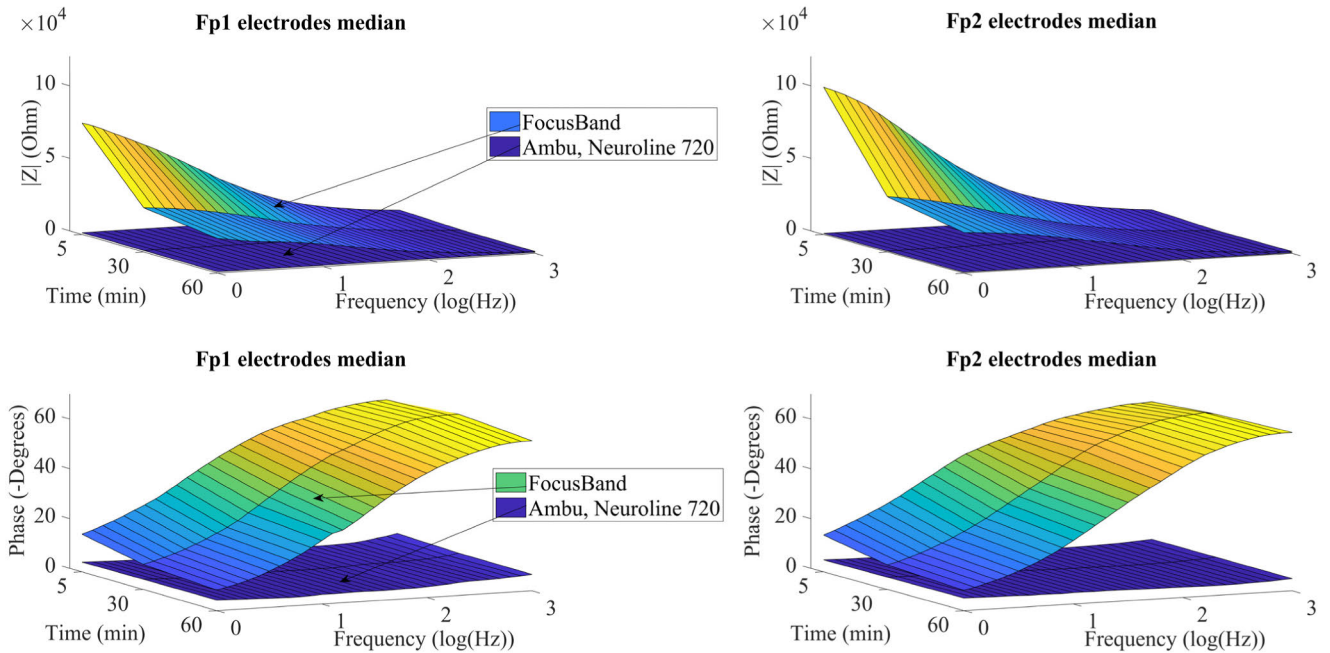 ×10⁴
Fp1 electrodes median
10
5
0
|Z| (Ohm)
5
30
60
Time (min)
0
1
2
3
Frequency (log(Hz))
FocusBand
Ambu, Neuroline 720
×10⁴
Fp2 electrodes median
10
5
0
|Z| (Ohm)
5
30
60
Time (min)
0
1
2
3
Frequency (log(Hz))
Fp1 electrodes median
60
40
20
0
Phase (-Degrees)
5
30
60
Time (min)
0
1
2
3
Frequency (log(Hz))
FocusBand
Ambu, Neuroline 720
Fp2 electrodes median
60
40
20
0
Phase (-Degrees)
5
30
60
Time (min)
0
1
2
3
Frequency (log(Hz))